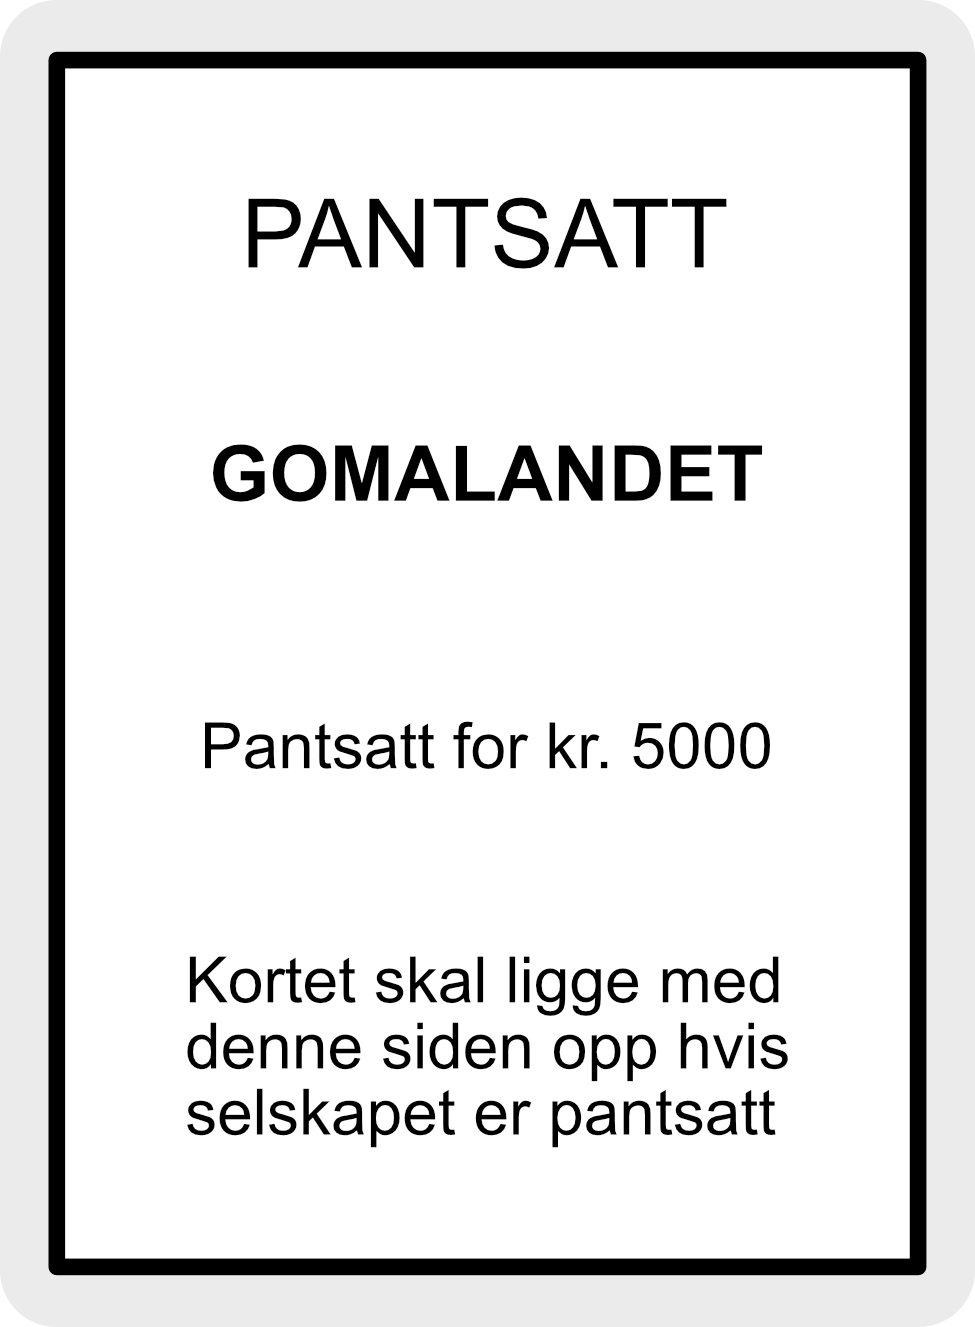 PANTSATT
GOMALANDET
Pantsatt for kr. 5000
Kortet skal ligge med
denne siden opp hvis
selskapet er pantsatt